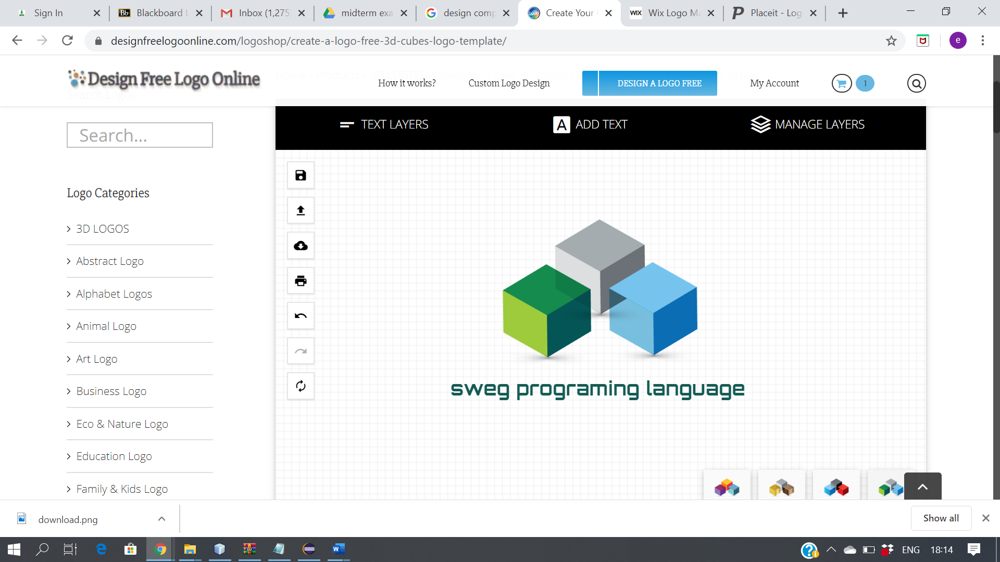 Sign In
Blackboard L
Inbox (1,275
midterm exa
design comp
Create Your
Wix Logo Ma
Placeit - Log
designfreelogoonline.com/logoshop/create-a-logo-free-3d-cubes-logo-template/
e
Design Free Logo Online
How it works?
Custom Logo Design
DESIGN A LOGO FREE
My Account
1
Search Logos
TEXT LAYERS
A ADD TEXT
MANAGE LAYERS
Search...
Logo Categories
3D LOGOS
Abstract Logo
Alphabet Logos
Animal Logo
Art Logo
Business Logo
Eco & Nature Logo
Education Logo
Family & Kids Logo
sweg programing language
download.png
Show all
ENG
18:14